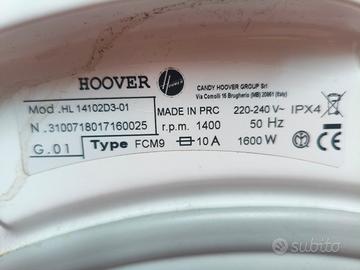 HOOVER
CANDY HOOVER GROUP Srl
Via Comolli 16 Brugherio (MB) 20861 (Italy)
Mod. HL 14102D3-01 MADE IN PRC 220-240 V~ IPX4
N. 3100718017160025 r.p.m. 1400 50 Hz
G.01 Type FCM9 10 A 1600 W CE
subito